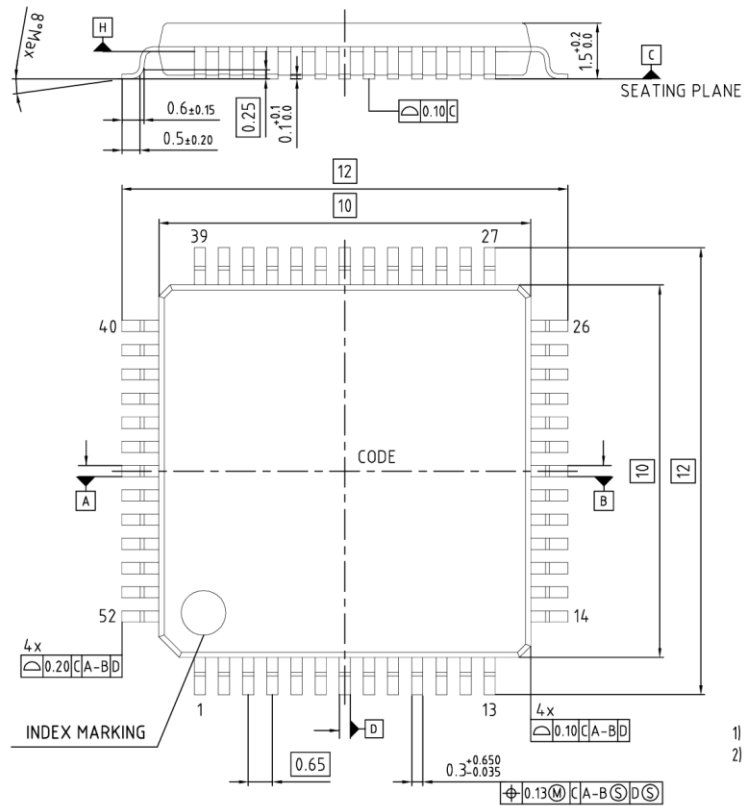 8°Max
H
1.5 +0.2 0.0
C
SEATING PLANE
0.6±0.15
0.5±0.20
0.25
0.1 +0.1 0.0
⌓ 0.10 C
12
10
39 27
40 26
CODE
A B
10 12
52 14
4x
⌓ 0.20 C A-B D
INDEX MARKING
1 13
D
4x
⌓ 0.10 C A-B D
0.65
0.3 +0.650 -0.035
⌖ 0.13 Ⓜ C A-B Ⓢ D Ⓢ
1)
2)